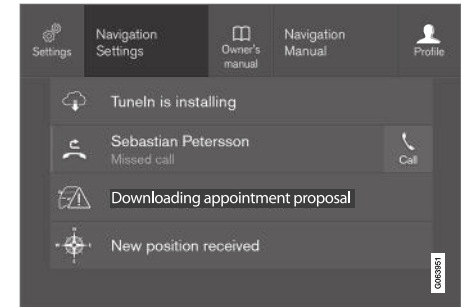 Settings
Navigation
Settings
Owner's
manual
Navigation
Manual
Profile
TuneIn is installing
Sebastian Petersson
Missed call
Call
Downloading appointment proposal
New position received
G063951